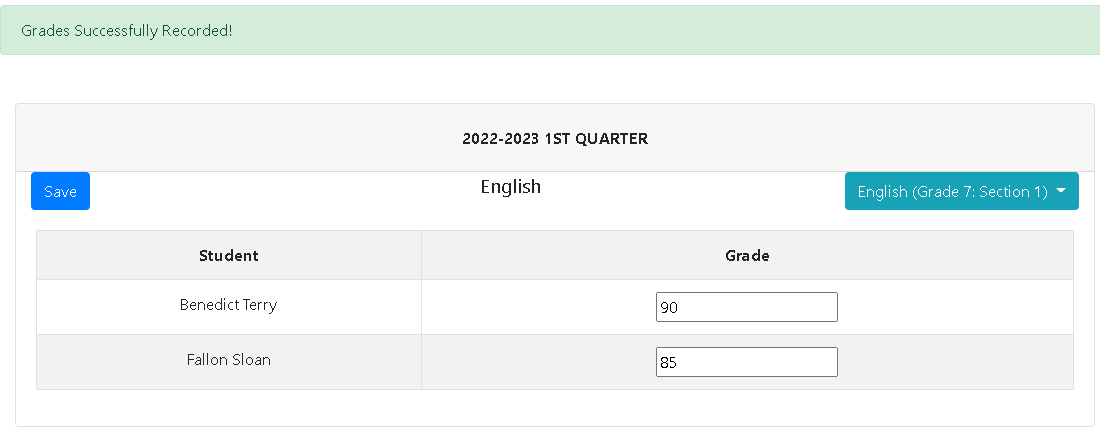 Grades Successfully Recorded!
2022-2023 1ST QUARTER
Save
English
English (Grade 7: Section 1)
Student Grade
Benedict Terry 90
Fallon Sloan 85